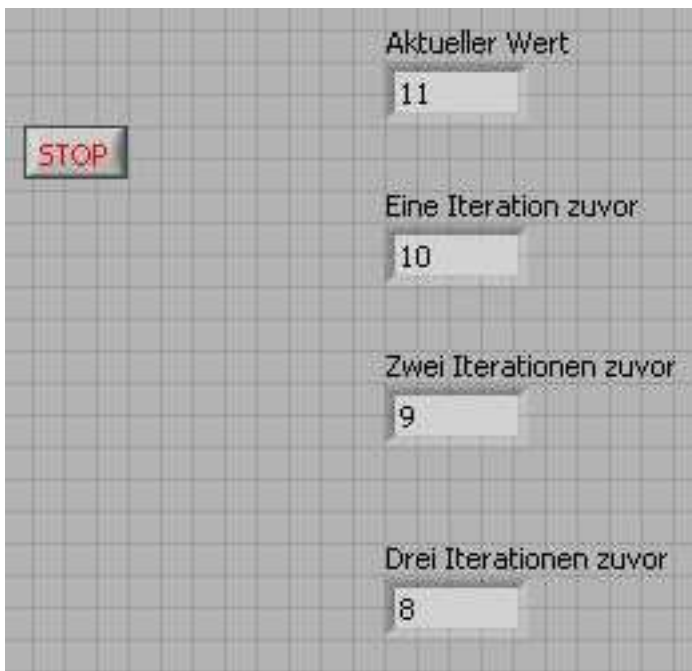 Aktueller Wert
11
STOP
Eine Iteration zuvor
10
Zwei Iterationen zuvor
9
Drei Iterationen zuvor
8